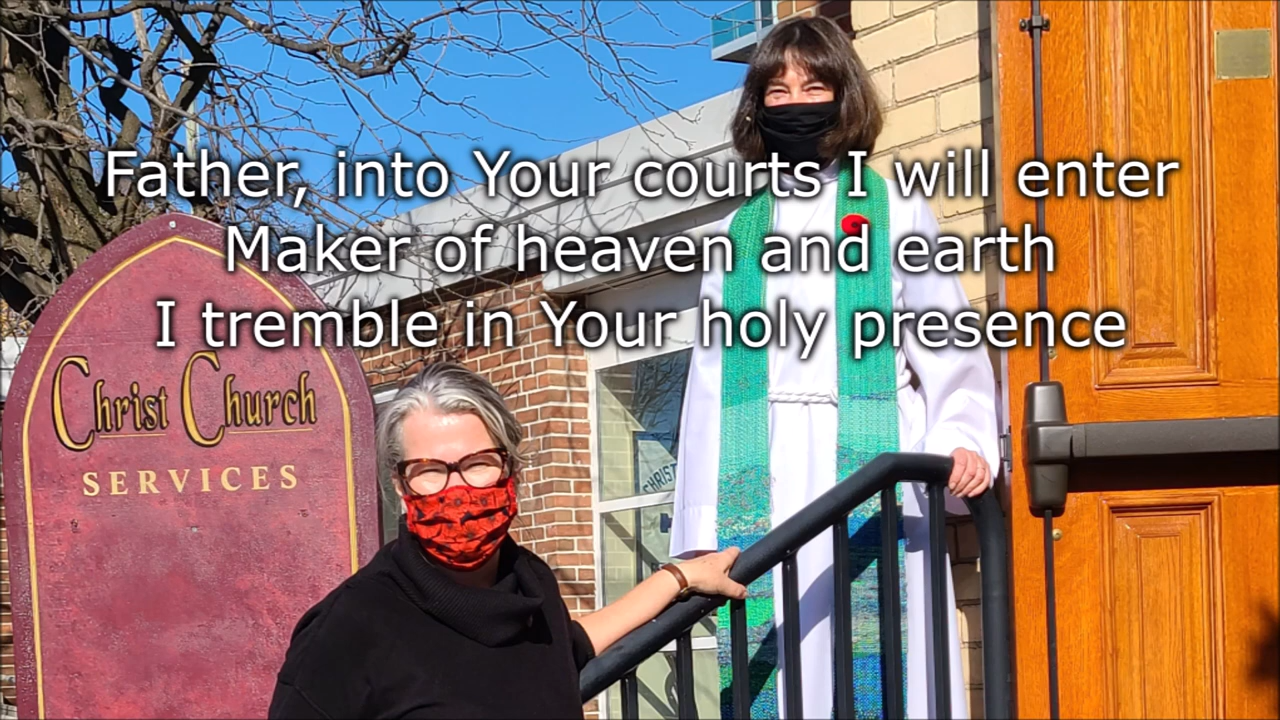 Father, into Your courts I will enter
Maker of heaven and earth
I tremble in Your holy presence
Christ Church
SERVICES
CHRIST